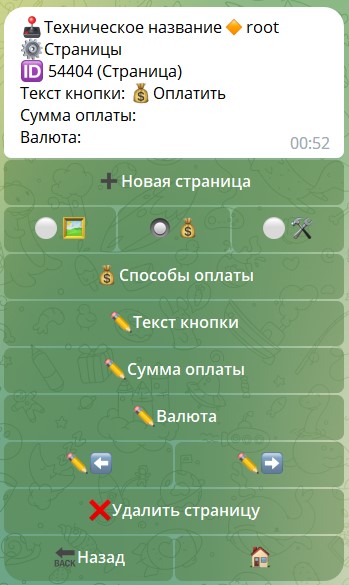 🕹️Техническое название🔸root
⚙️Страницы
🆔 54404 (Страница)
Текст кнопки: 💰Оплатить
Сумма оплаты:
Валюта:
00:52
➕ Новая страница
💰Способы оплаты
✏️Текст кнопки
✏️Сумма оплаты
✏️Валюта
❌Удалить страницу
🔙Назад